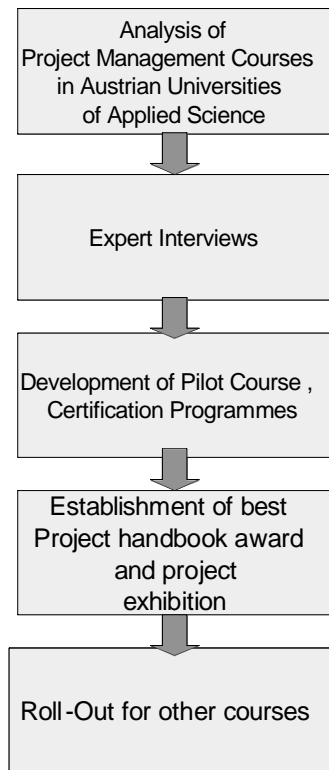 Analysis of
Project Management Courses
in Austrian Universities
of Applied Science
Expert Interviews
Development of Pilot Course ,
Certification Programmes
Establishment of best
Project handbook award
and project
exhibition
Roll-Out for other courses